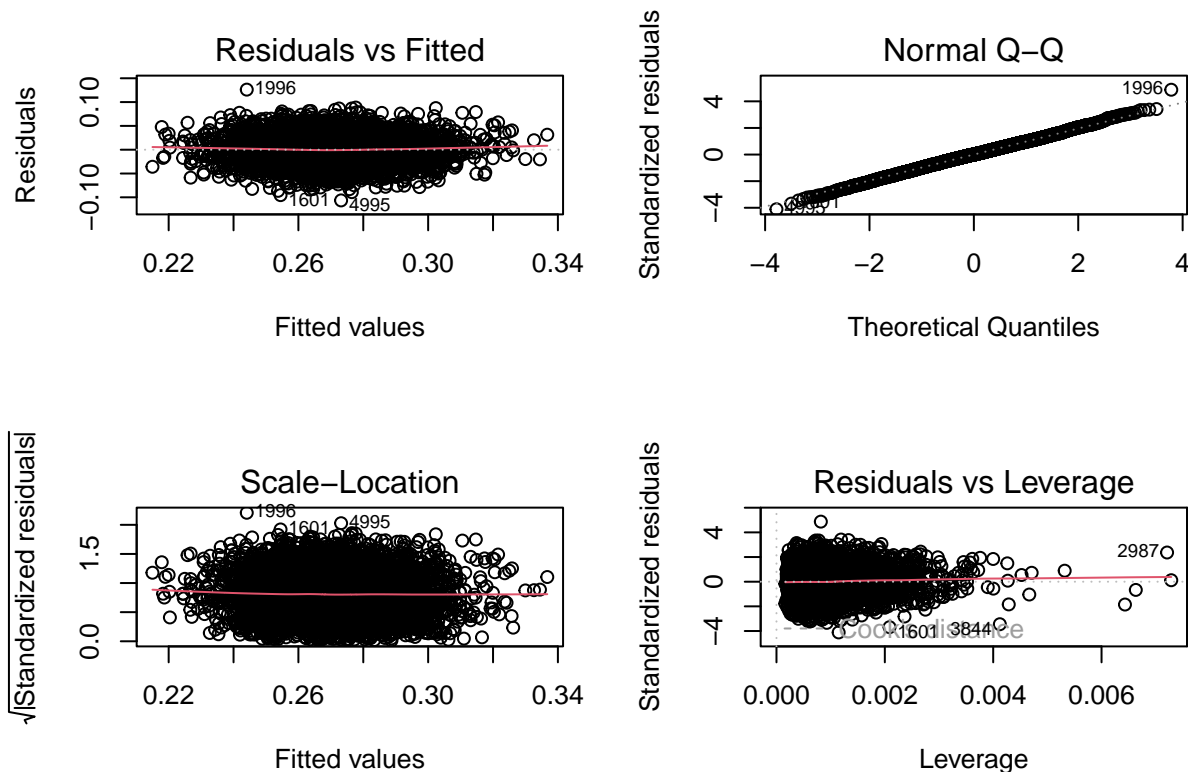 Residuals vs Fitted
Residuals
0.10
−0.10
1996
1601
4995
0.22
0.26
0.30
0.34
Fitted values
Normal Q−Q
Standardized residuals
4
0
−4
1996
−4
−2
0
2
4
Theoretical Quantiles
Scale−Location
√|Standardized residuals|
1.5
0.0
1996
1601
4995
0.22
0.26
0.30
0.34
Fitted values
Residuals vs Leverage
Standardized residuals
4
0
−4
2987
Cook's distance
1601
3844
0.000
0.002
0.004
0.006
Leverage